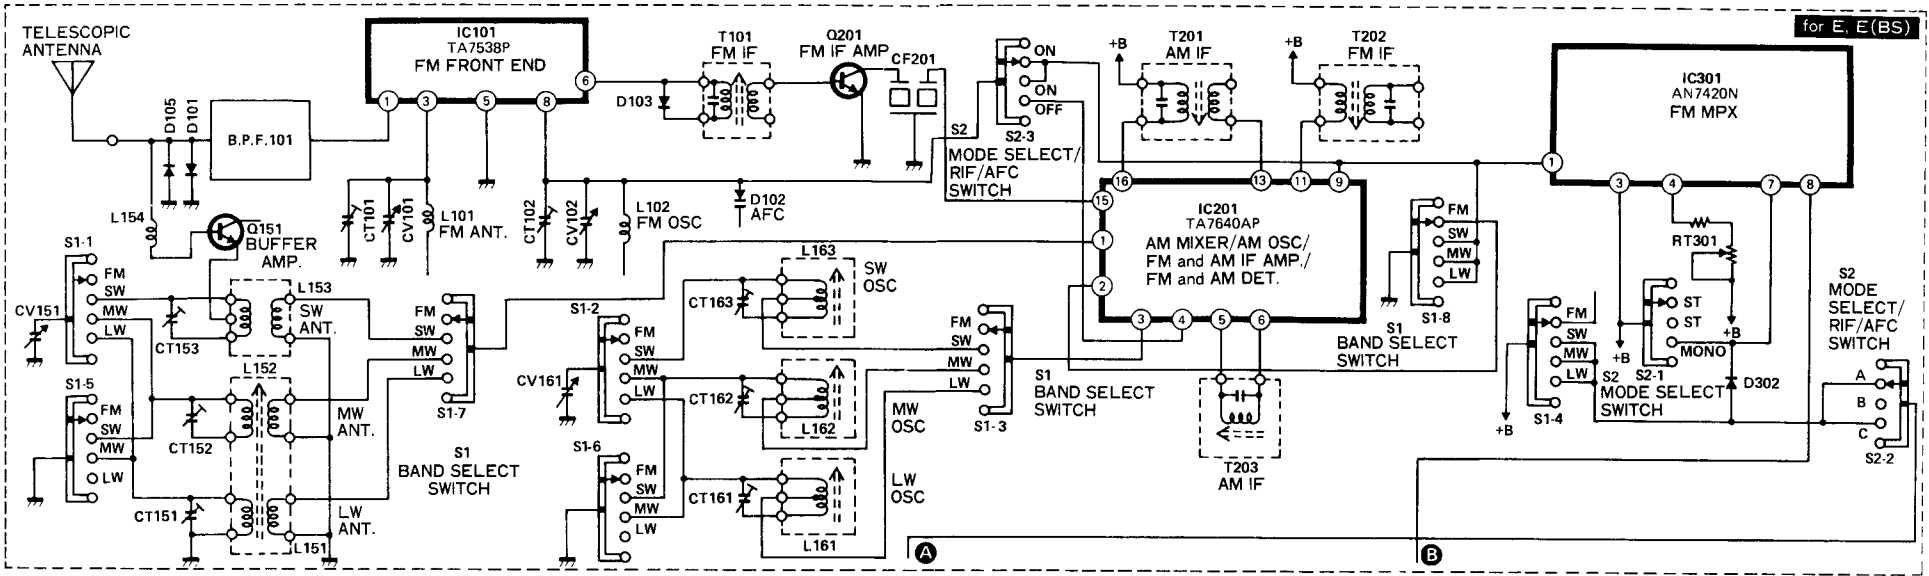 for E, E(BS)
TELESCOPIC
ANTENNA
IC101
TA7538P
FM FRONT END
1
3
5
8
6
T101
FM IF
Q201
FM IF AMP
CF201
ON
ON
OFF
S2
S2-3
MODE SELECT/
RIF/AFC
SWITCH
+B
T201
AM IF
+B
T202
FM IF
IC301
AN7420N
FM MPX
1
3
4
7
8
D105
D101
B.P.F.101
D103
L154
Q151
BUFFER
AMP.
CT101
CV101
L101
FM ANT.
CT102
CV102
L102
FM OSC
D102
AFC
16
13
11
9
15
1
2
3
4
5
6
IC201
TA7640AP
AM MIXER/AM OSC/
FM and AM IF AMP./
FM and AM DET.
FM
SW
MW
LW
S1-8
S1
BAND SELECT
SWITCH
RT301
+B
ST
ST
MONO
S2-1
+B
S2
MODE SELECT
SWITCH
D302
S2
MODE
SELECT/
RIF/AFC
SWITCH
A
B
C
S2-2
S1-1
FM
SW
MW
LW
CV151
CT153
L153
SW
ANT.
S1-5
FM
SW
MW
LW
CT152
L152
MW
ANT.
CT151
L151
LW
ANT.
FM
SW
MW
LW
S1-7
S1
BAND SELECT
SWITCH
S1-2
FM
SW
MW
LW
CV161
S1-6
FM
SW
MW
LW
L163
CT163
SW
OSC
CT162
L162
MW
OSC
CT161
L161
LW
OSC
FM
SW
MW
LW
S1-3
S1
BAND SELECT
SWITCH
T203
AM IF
FM
SW
MW
LW
S1-4
+B
A
B